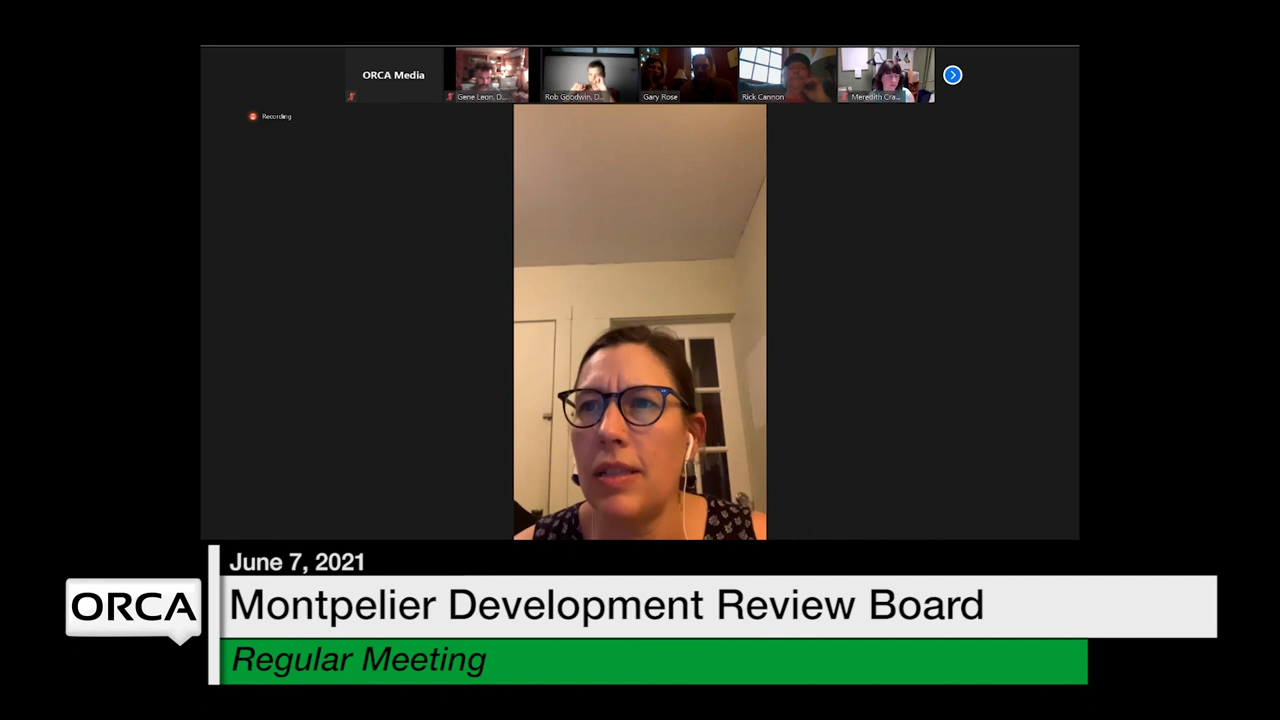 ORCA Media
Gene Leon, D...
Rob Goodwin, D...
Gary Rose
Rick Cannon
Meredith Cra...
Recording
June 7, 2021
ORCA
Montpelier Development Review Board
Regular Meeting